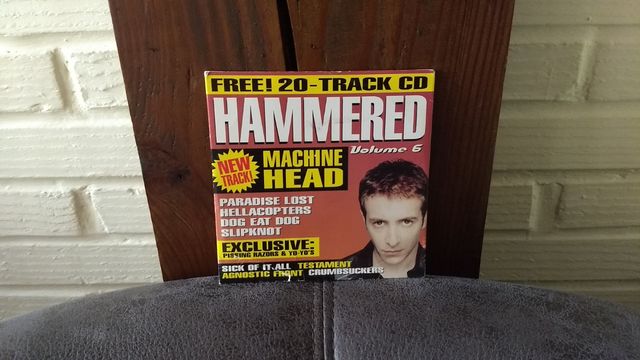 FREE! 20-TRACK CD
HAMMERED
Volume 6
NEW
TRACK!
MACHINE
HEAD
PARADISE LOST
HELLACOPTERS
DOG EAT DOG
SLIPKNOT
EXCLUSIVE:
RAZORS & YO-YO'S
SICK OF IT ALL TESTAMENT
AGNOSTIC FRONT CRUMBSUCKERS